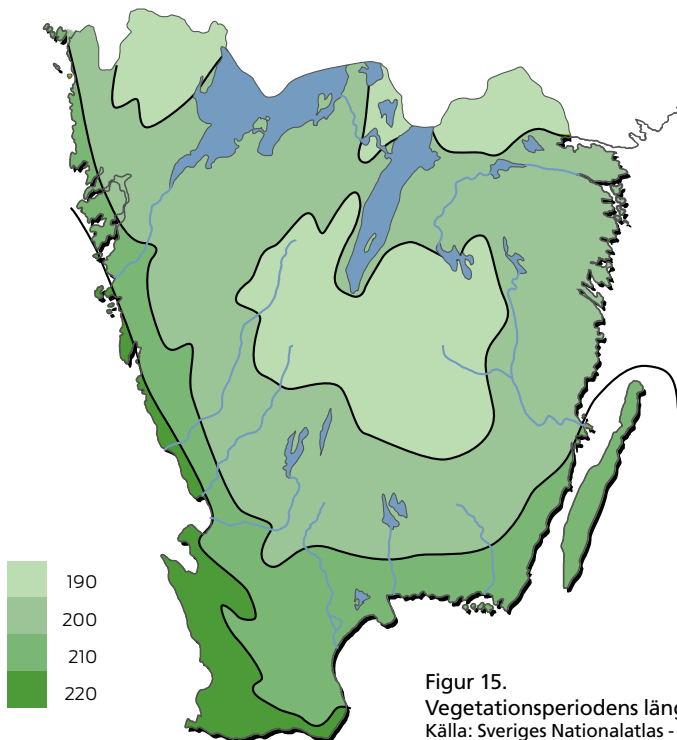 190
200
210
220
Figur 15.
Vegetationsperiodens läng
Källa: Sveriges Nationalatlas -